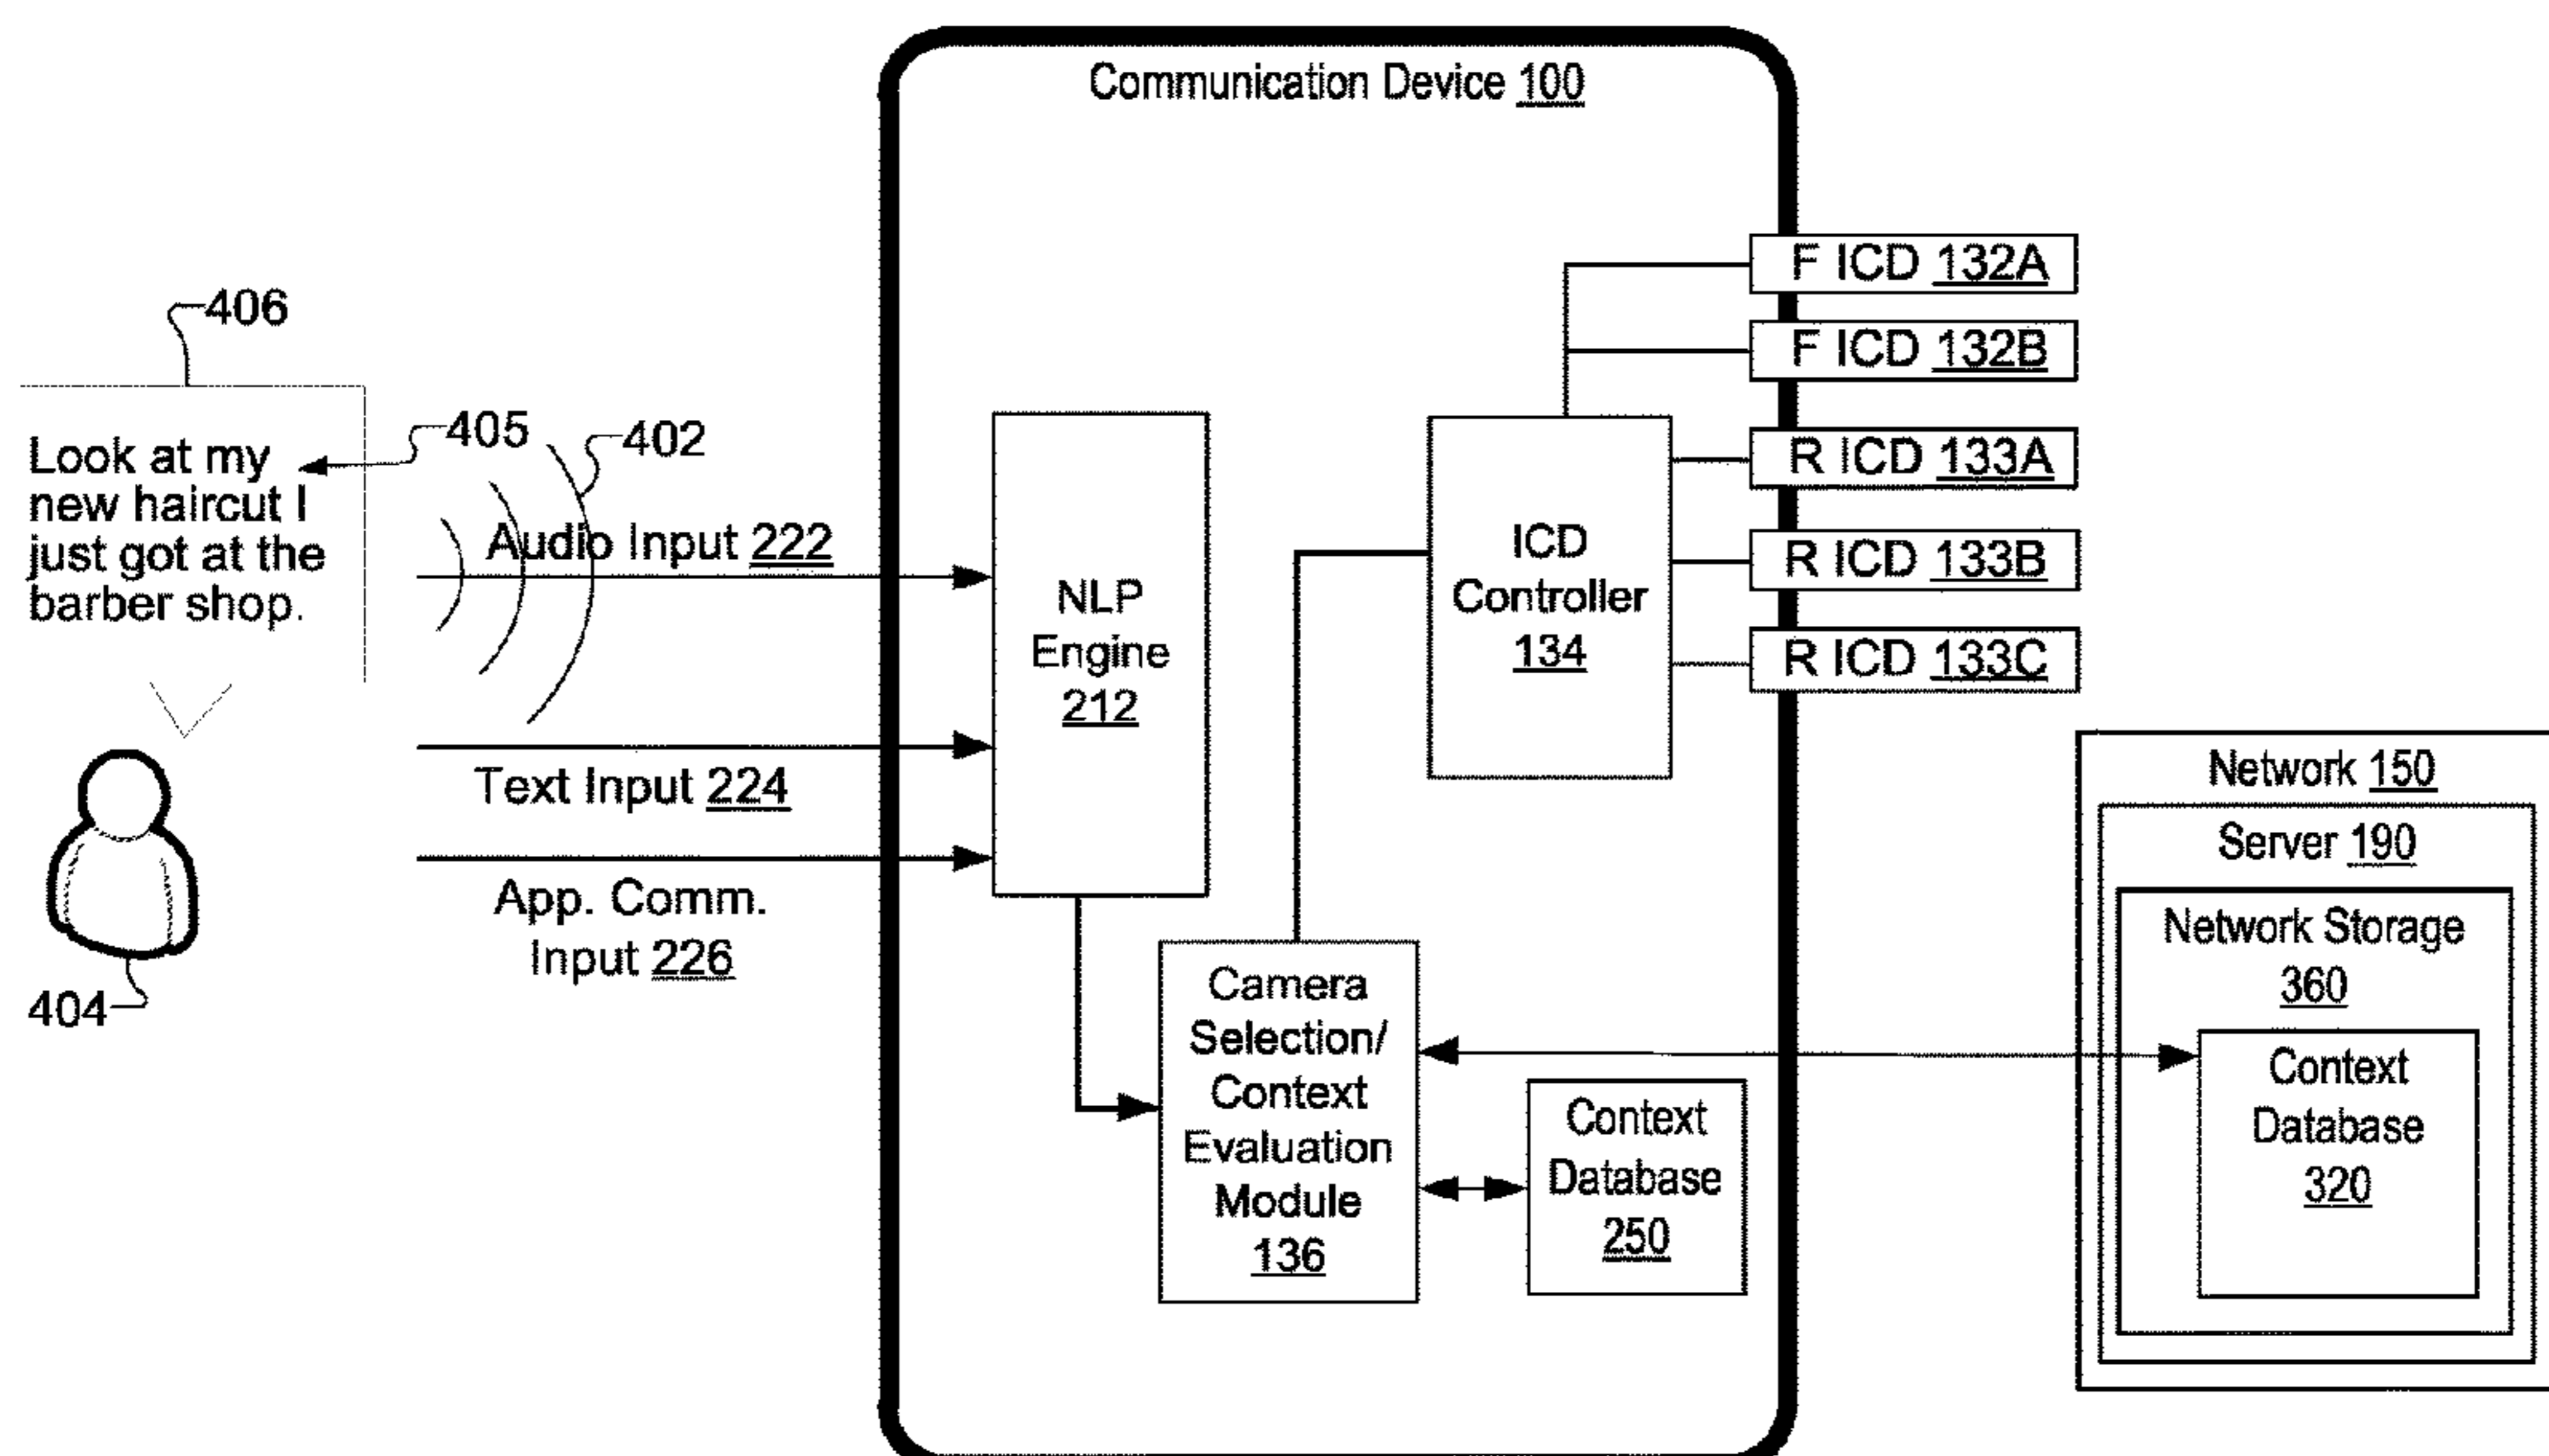 Communication Device 100
F ICD 132A
F ICD 132B
R ICD 133A
R ICD 133B
R ICD 133C
406
405
402
Look at my
new haircut I
just got at the
barber shop.
404
Audio Input 222
Text Input 224
App. Comm.
Input 226
NLP
Engine
212
ICD
Controller
134
Camera
Selection/
Context
Evaluation
Module
136
Context
Database
250
Network 150
Server 190
Network Storage
360
Context
Database
320